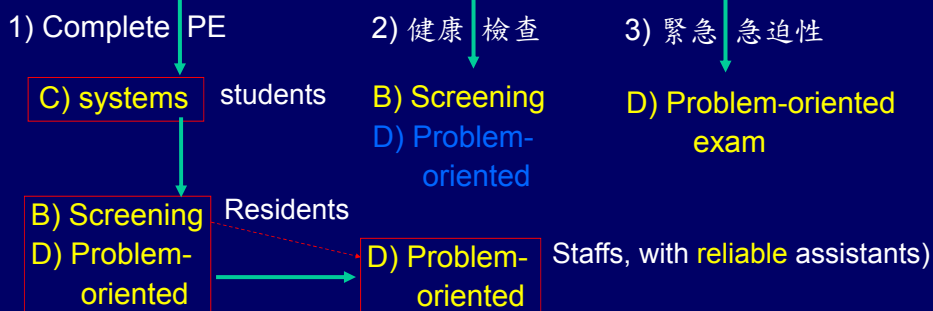 1) Complete PE
2) 健康 檢查
3) 緊急 急迫性
C) systems
students
B) Screening
D) Problem-
oriented
D) Problem-oriented
exam
B) Screening
D) Problem-
oriented
Residents
D) Problem-
oriented
Staffs, with reliable assistants)